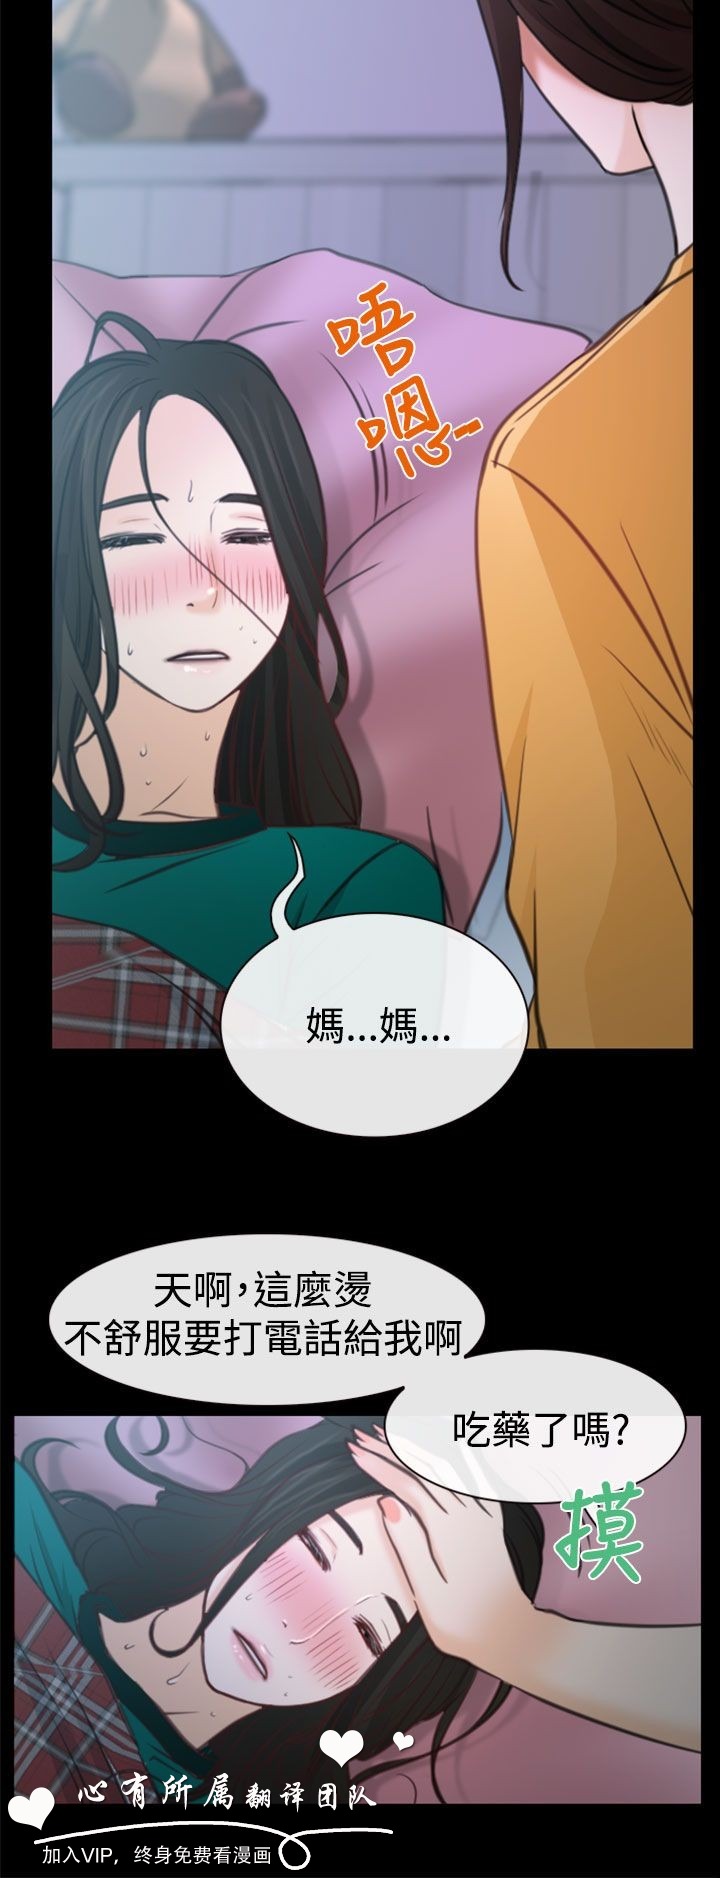 唔
嗯~
媽...媽...
天啊，這麼燙
不舒服要打電話給我啊
吃藥了嗎?
摸
心有所属翻译团队
加入VIP，终身免费看漫画